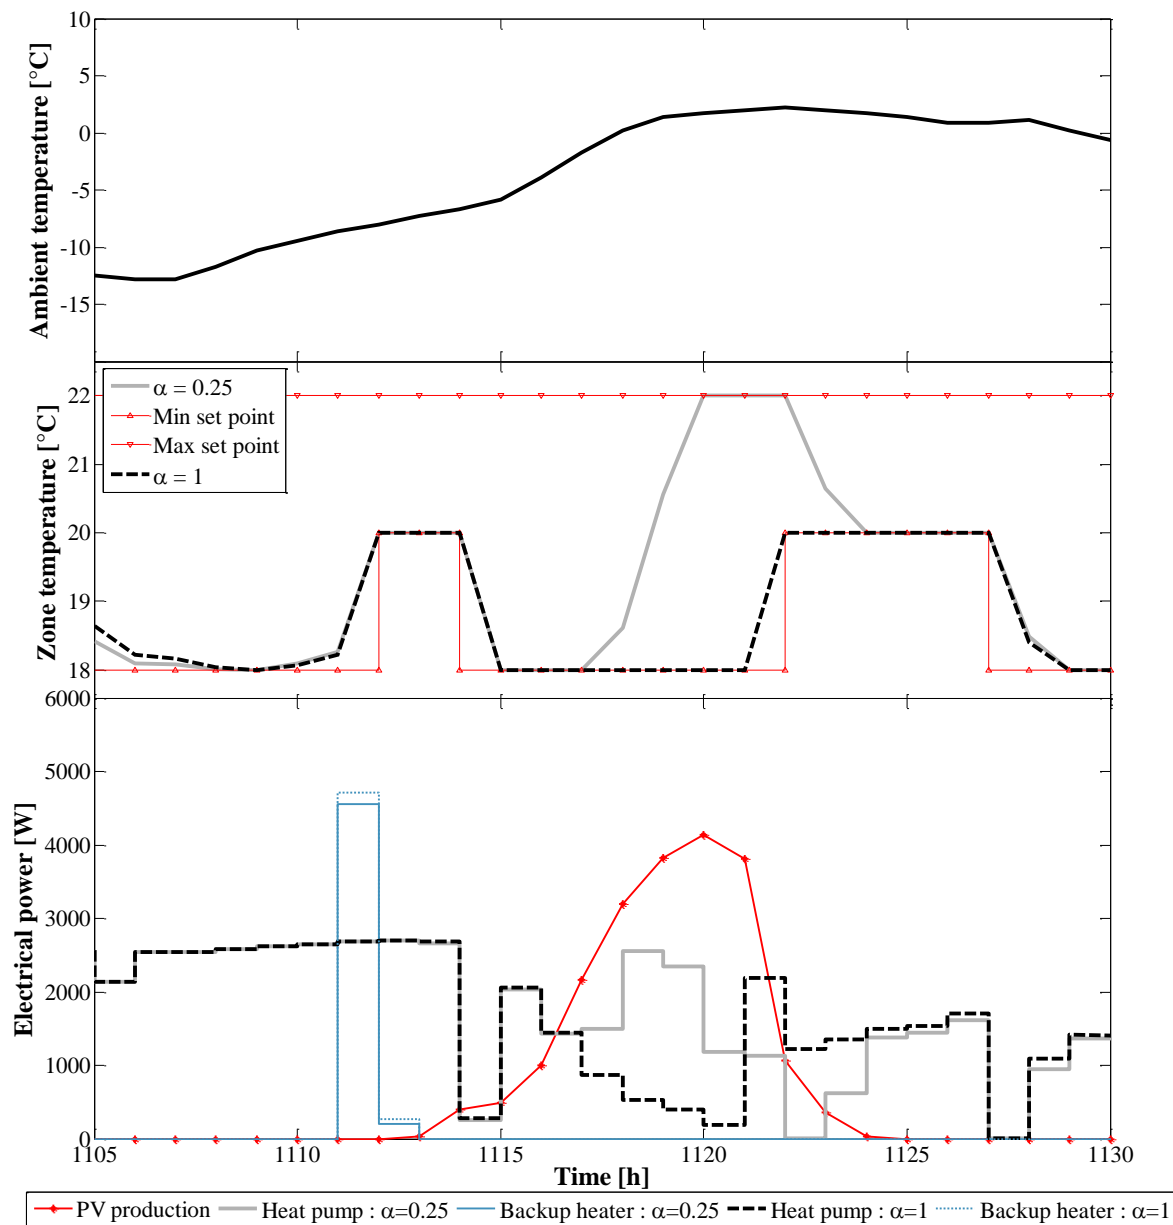 10
5
0
-5
-10
-15
Ambient temperature [°C]
22
21
20
19
18
Zone temperature [°C]
α = 0.25
Min set point
Max set point
α = 1
6000
5000
4000
3000
2000
1000
0
Electrical power [W]
1105 1110 1115 1120 1125 1130
Time [h]
PV production Heat pump : α=0.25 Backup heater : α=0.25 Heat pump : α=1 Backup heater : α=1